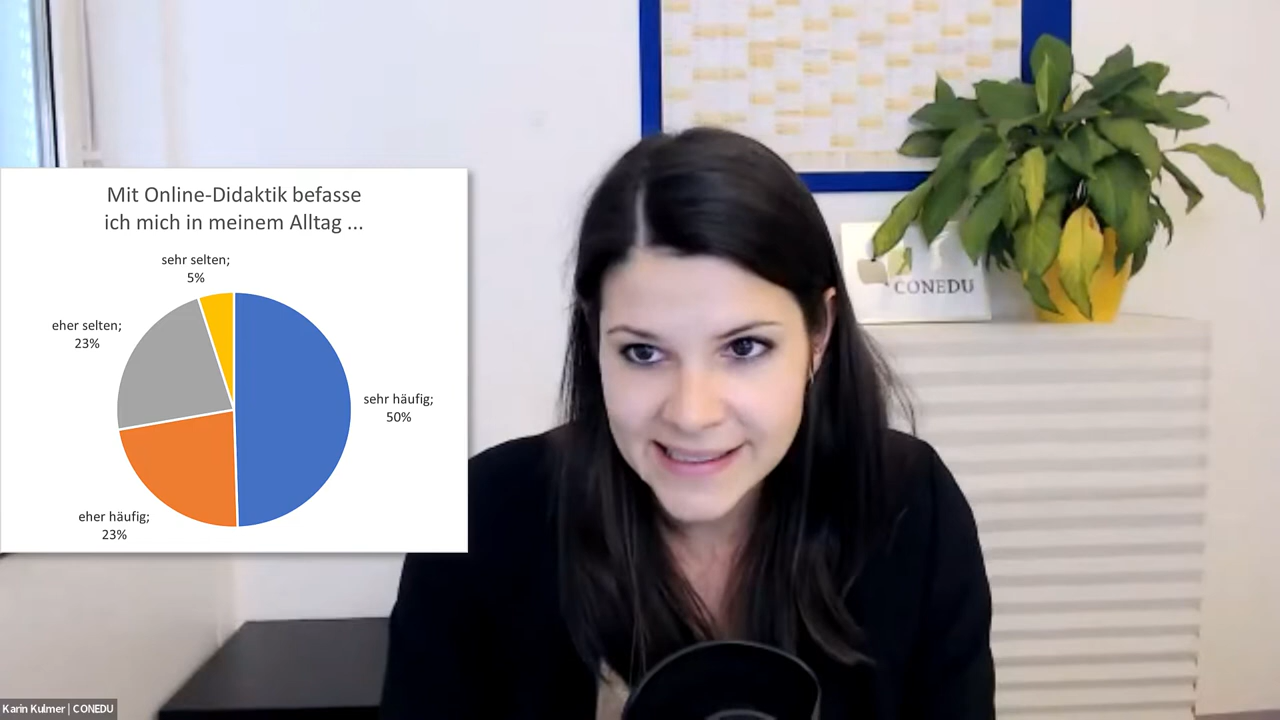 Mit Online-Didaktik befasse
ich mich in meinem Alltag ...
sehr selten;
5%
eher selten;
23%
sehr häufig;
50%
eher häufig;
23%
CONEDU
Karin Kulmer | CONEDU